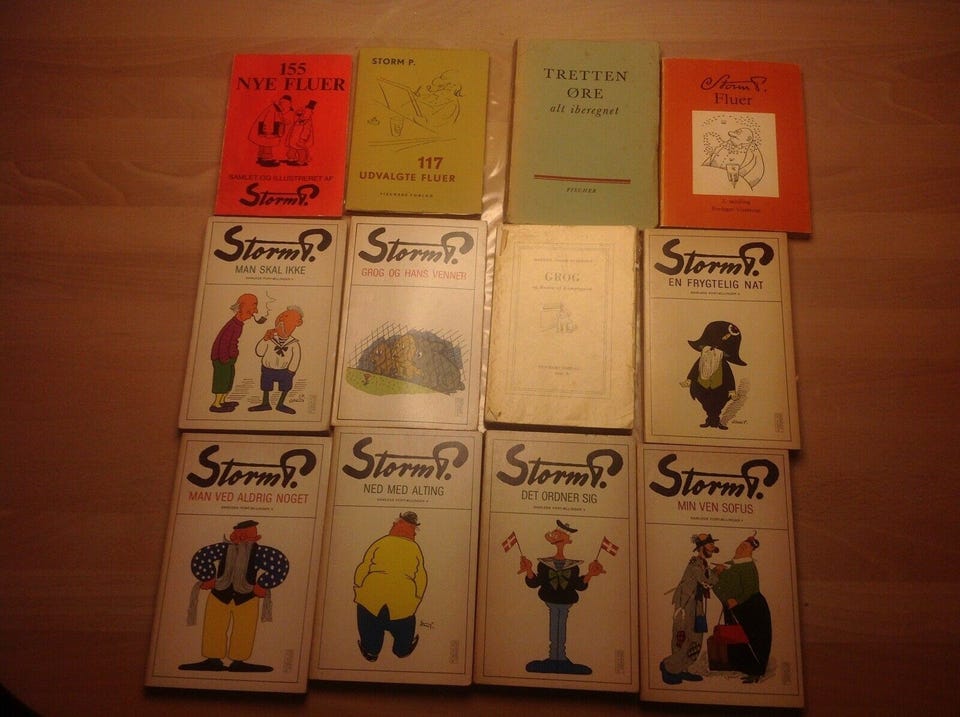 155
NYE FLUER
SAMLET OG ILLUSTRERET AF
Storm P.
STORM P.
117
UDVALGTE FLUER
TRETTEN
ØRE
alt iberegnet
FISCHER
Storm P.
Fluer
2. samling
Storm P.
MAN SKAL IKKE
Storm P.
GROG OG HANS VENNER
GROG
Storm P.
EN FRYGTELIG NAT
Storm P.
MAN VED ALDRIG NOGET
Storm P.
NED MED ALTING
Storm P.
DET ORDNER SIG
Storm P.
MIN VEN SOFUS